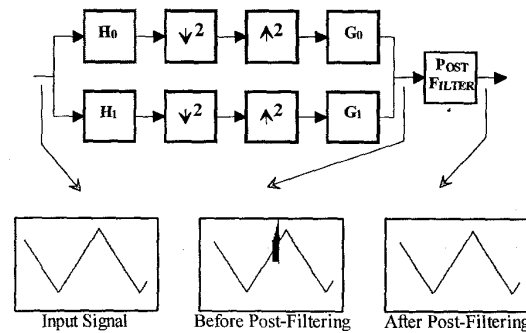 H0 ↓2 ↑2 G0
POST FILTER
H1 ↓2 ↑2 G1
Input Signal
Before Post-Filtering
After Post-Filtering